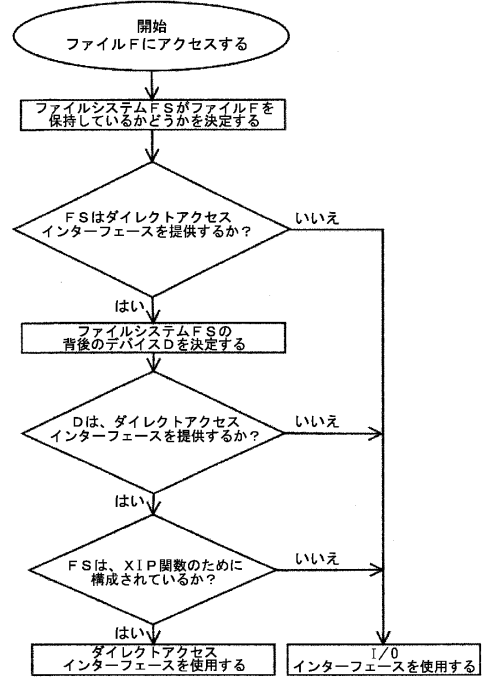 開始
ファイルＦにアクセスする
ファイルシステムＦＳがファイルＦを
保持しているかどうかを決定する
ＦＳはダイレクトアクセス
インターフェースを提供するか？
いいえ
はい
ファイルシステムＦＳの
背後のデバイスＤを決定する
Ｄは、ダイレクトアクセス
インターフェースを提供するか？
いいえ
はい
ＦＳは、ＸＩＰ関数のために
構成されているか？
いいえ
はい
ダイレクトアクセス
インターフェースを使用する
Ｉ／Ｏ
インターフェースを使用する